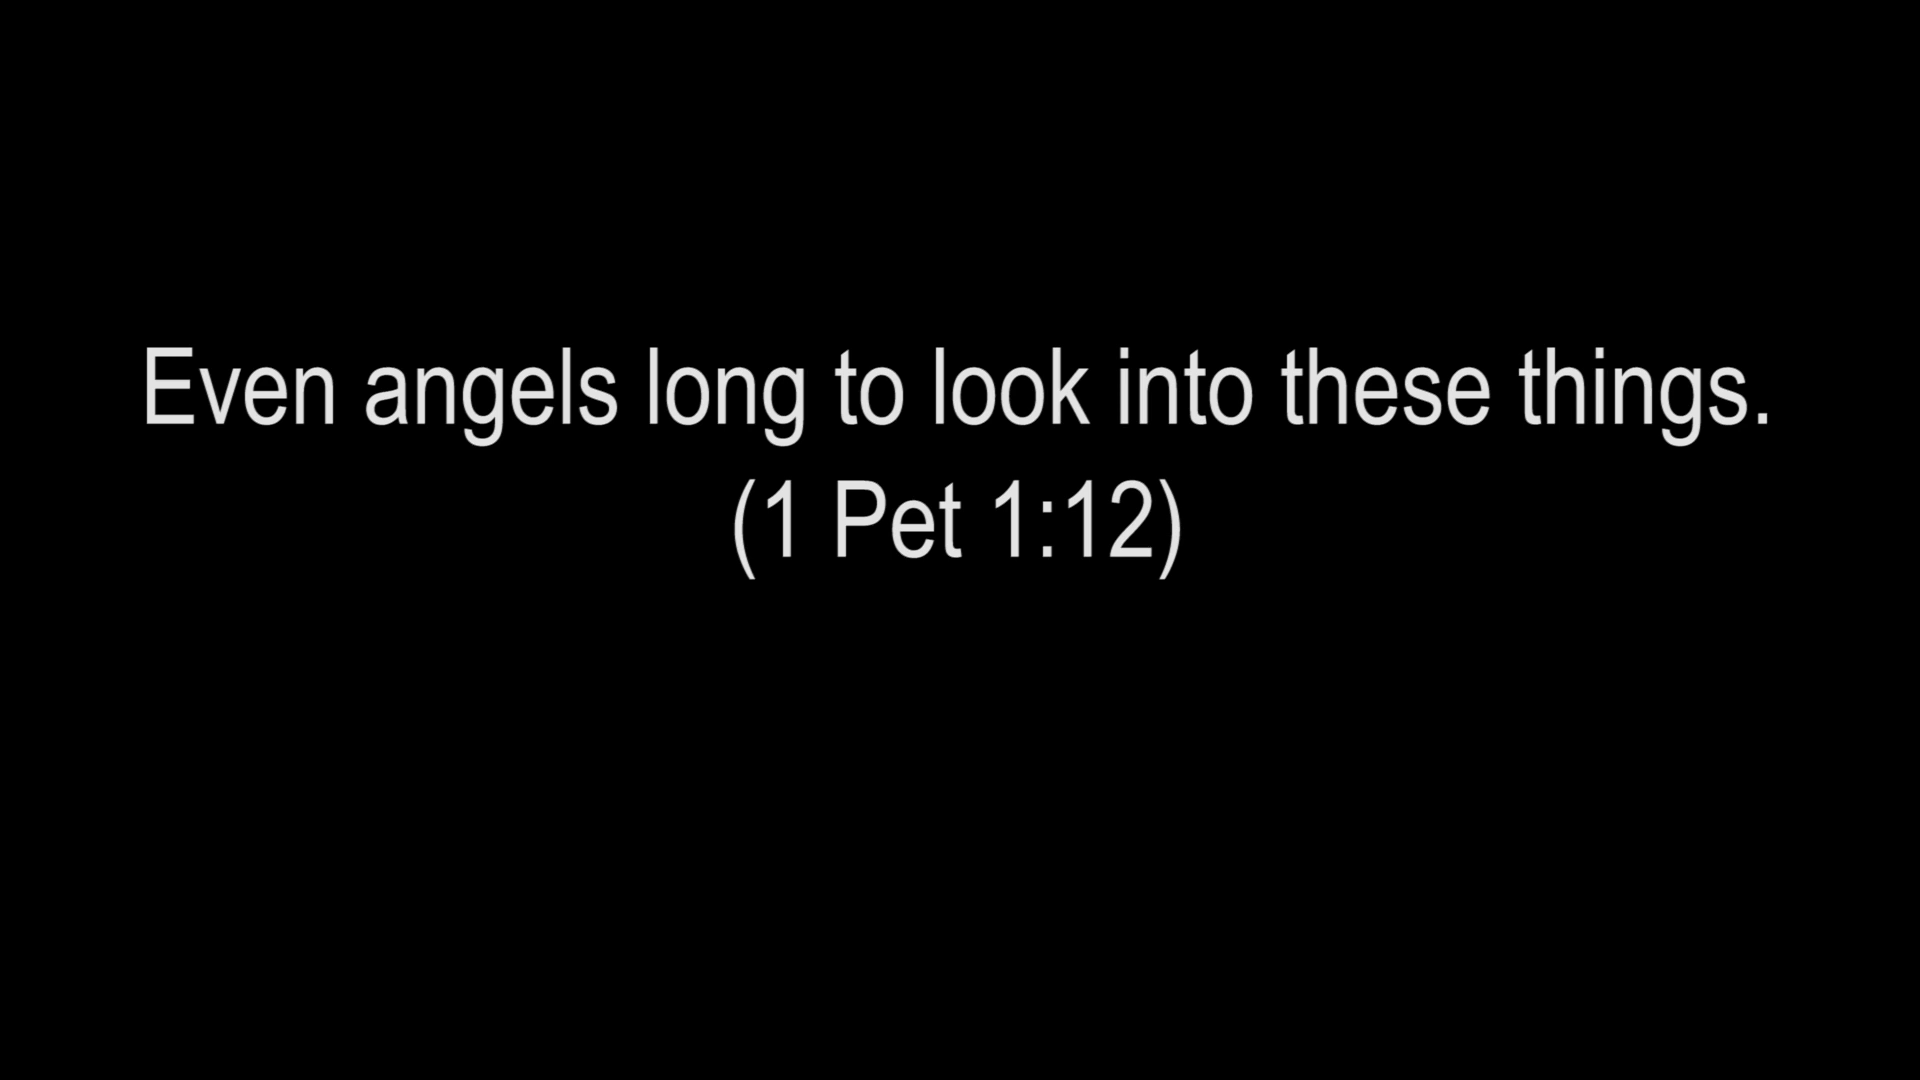 Even angels long to look into these things.
(1 Pet 1:12)